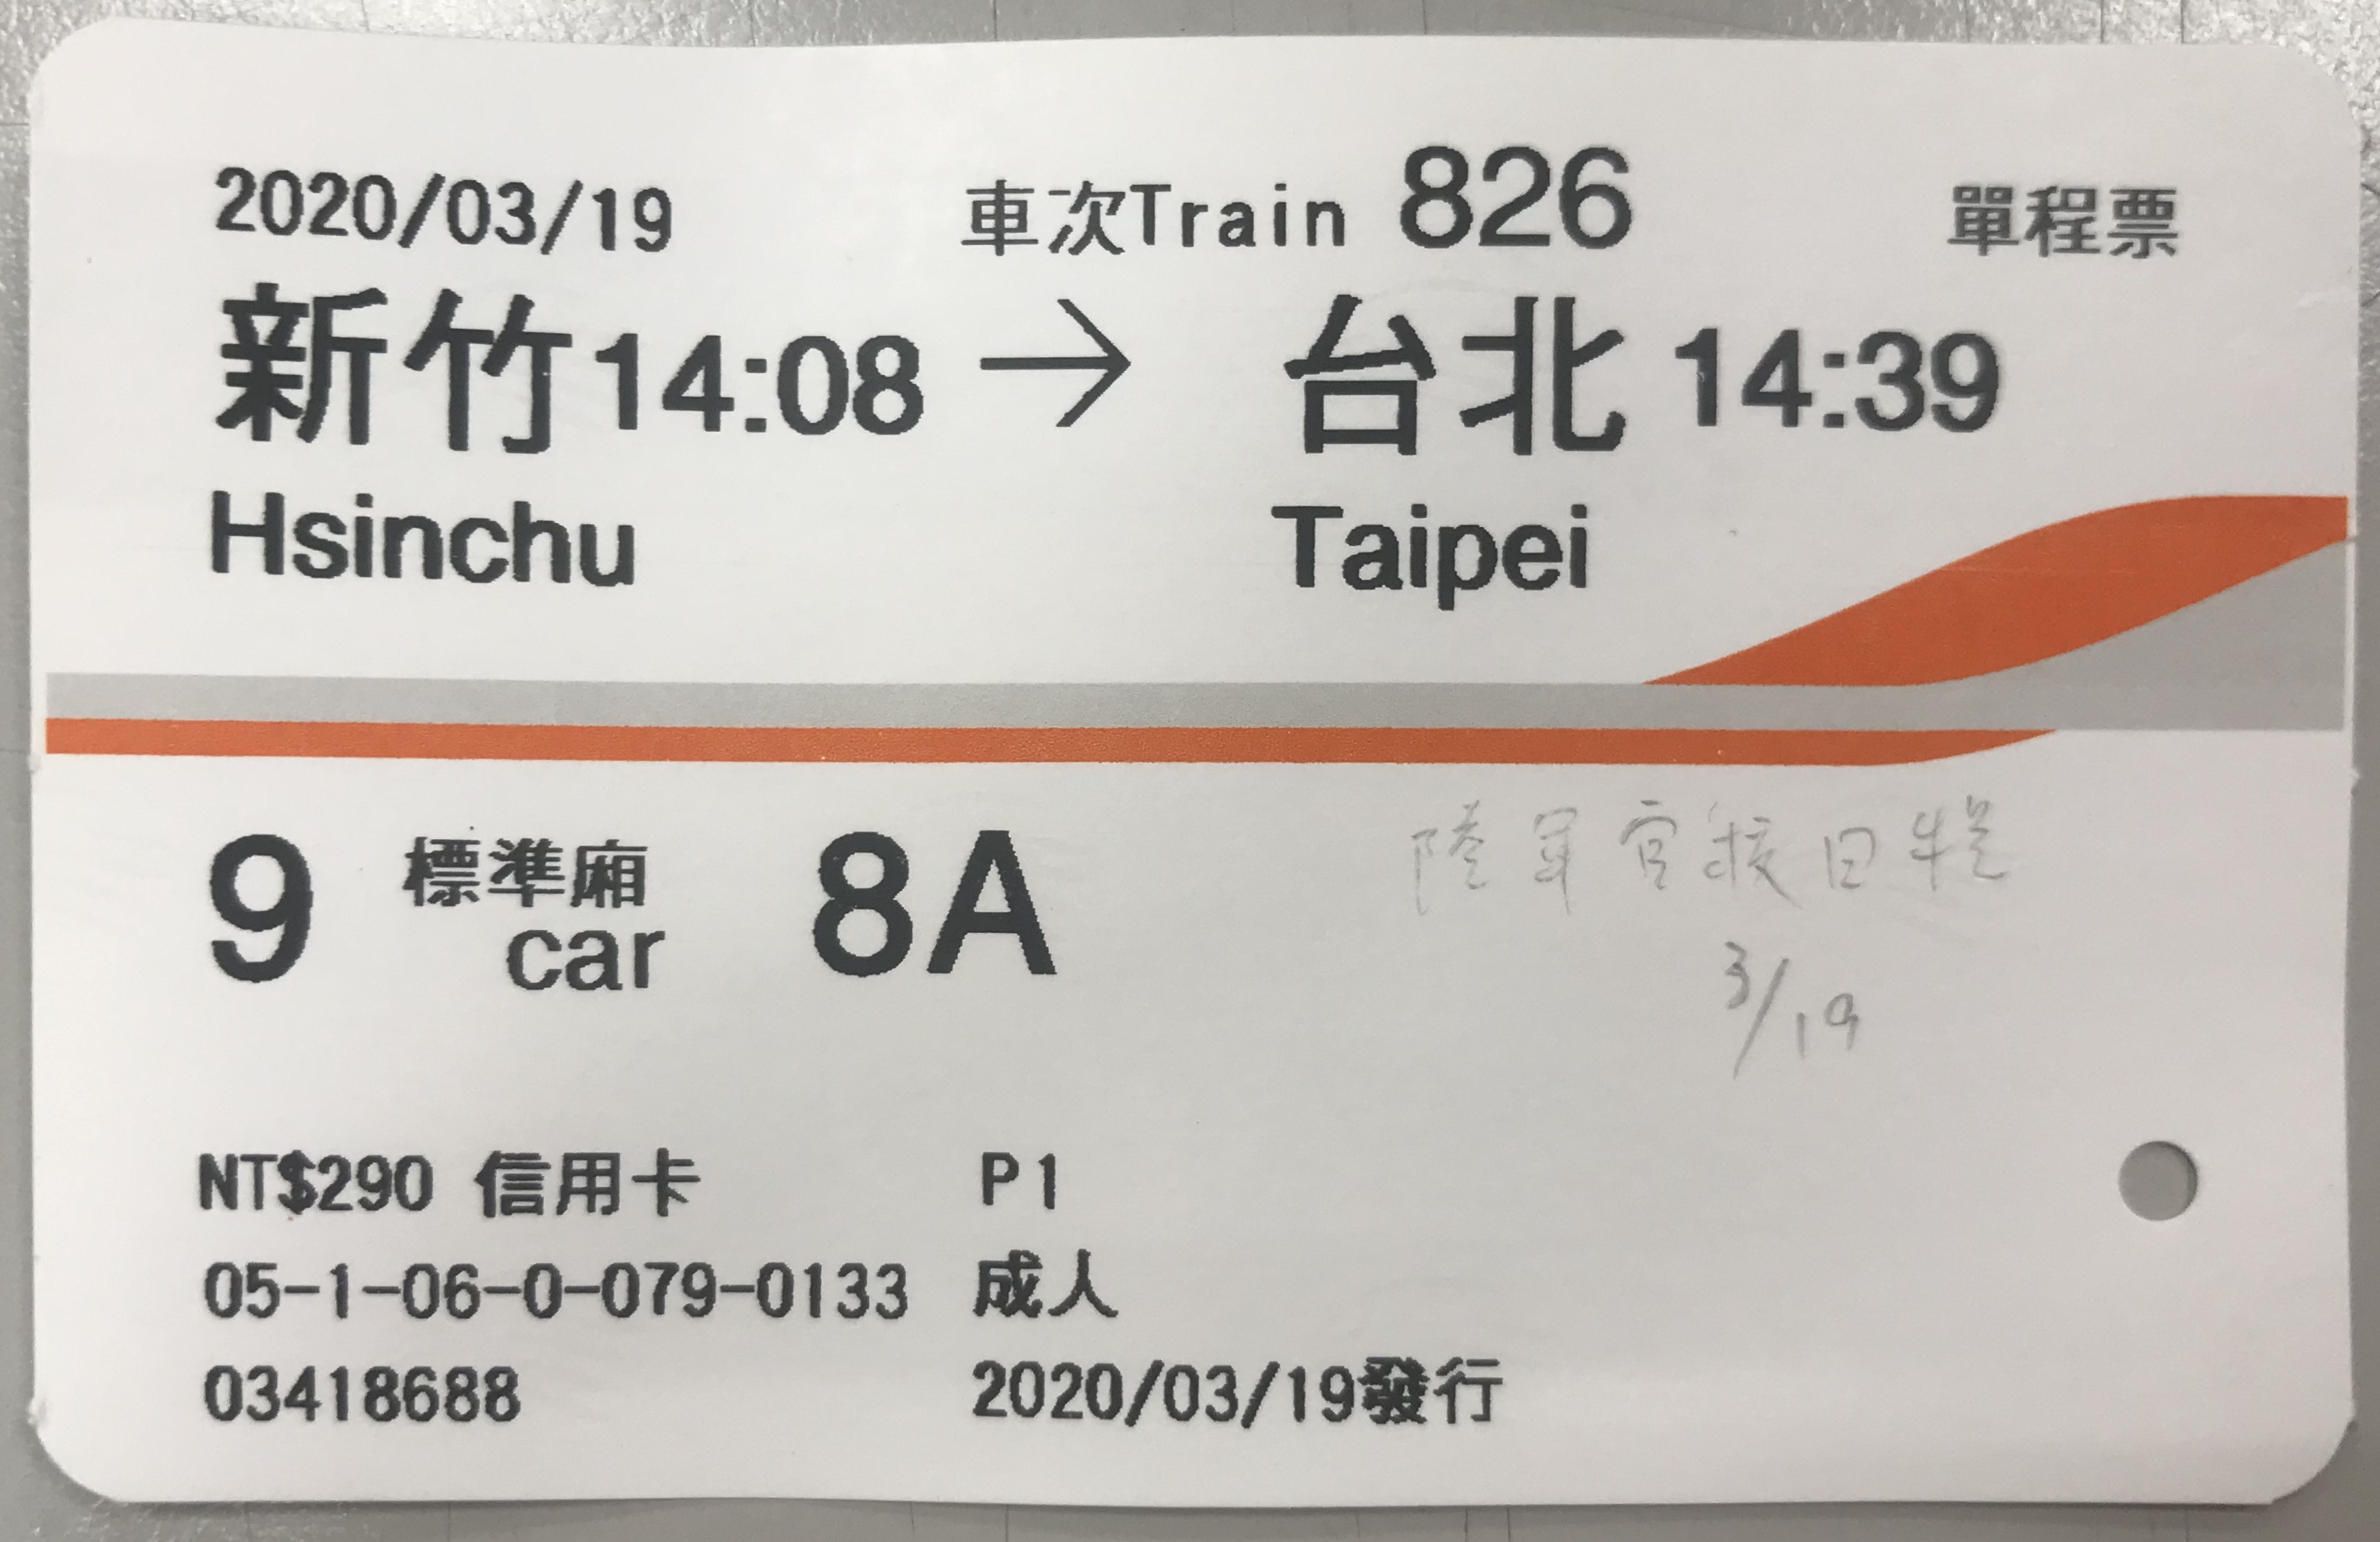 2020/03/19 車次Train 826 單程票
新竹14:08 → 台北 14:39
Hsinchu Taipei
9 標準廂 car 8A
陸軍官校日程
3/19
NT$290 信用卡 P1
05-1-06-0-079-0133 成人
03418688 2020/03/19發行